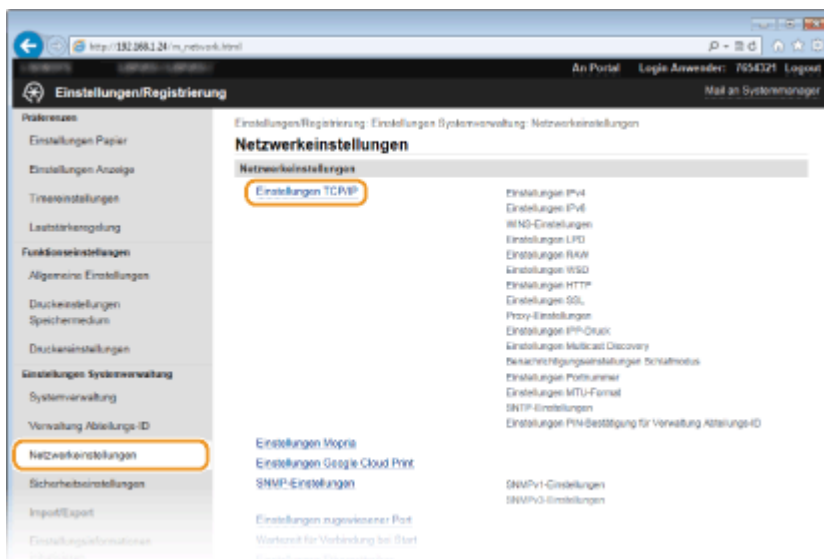 http://192.168.1.24/m_network.html
An Portal Login Anwender: 7654321 Logout
Einstellungen/Registrierung
Mail an Systemmanager
Präferenzen
Einstellungen Papier
Einstellungen Anzeige
Timereinstellungen
Lautstärkeregelung
Funktionseinstellungen
Allgemeine Einstellungen
Druckeinstellungen
Speichermedium
Druckereinstellungen
Einstellungen Systemverwaltung
Systemverwaltung
Verwaltung Abteilungs-ID
Netzwerkeinstellungen
Sicherheitseinstellungen
Import/Export
Einstellungsinformationen
Einstellungen/Registrierung: Einstellungen Systemverwaltung: Netzwerkeinstellungen
Netzwerkeinstellungen
Netzwerkeinstellungen
Einstellungen TCP/IP
Einstellungen IPv4
Einstellungen IPv6
WINS-Einstellungen
Einstellungen LPD
Einstellungen RAW
Einstellungen WSD
Einstellungen HTTP
Einstellungen SSL
Proxy-Einstellungen
Einstellungen IPP-Druck
Einstellungen Multicast Discovery
Benachrichtigungseinstellungen Schlafmodus
Einstellungen Portnummer
Einstellungen MTU-Format
SNTP-Einstellungen
Einstellungen PIN-Bestätigung für Verwaltung Abteilungs-ID
Einstellungen Mopria
Einstellungen Google Cloud Print
SNMP-Einstellungen
SNMPv1-Einstellungen
SNMPv3-Einstellungen
Einstellungen zugewiesener Port
Wartezeit für Verbindung bei Start